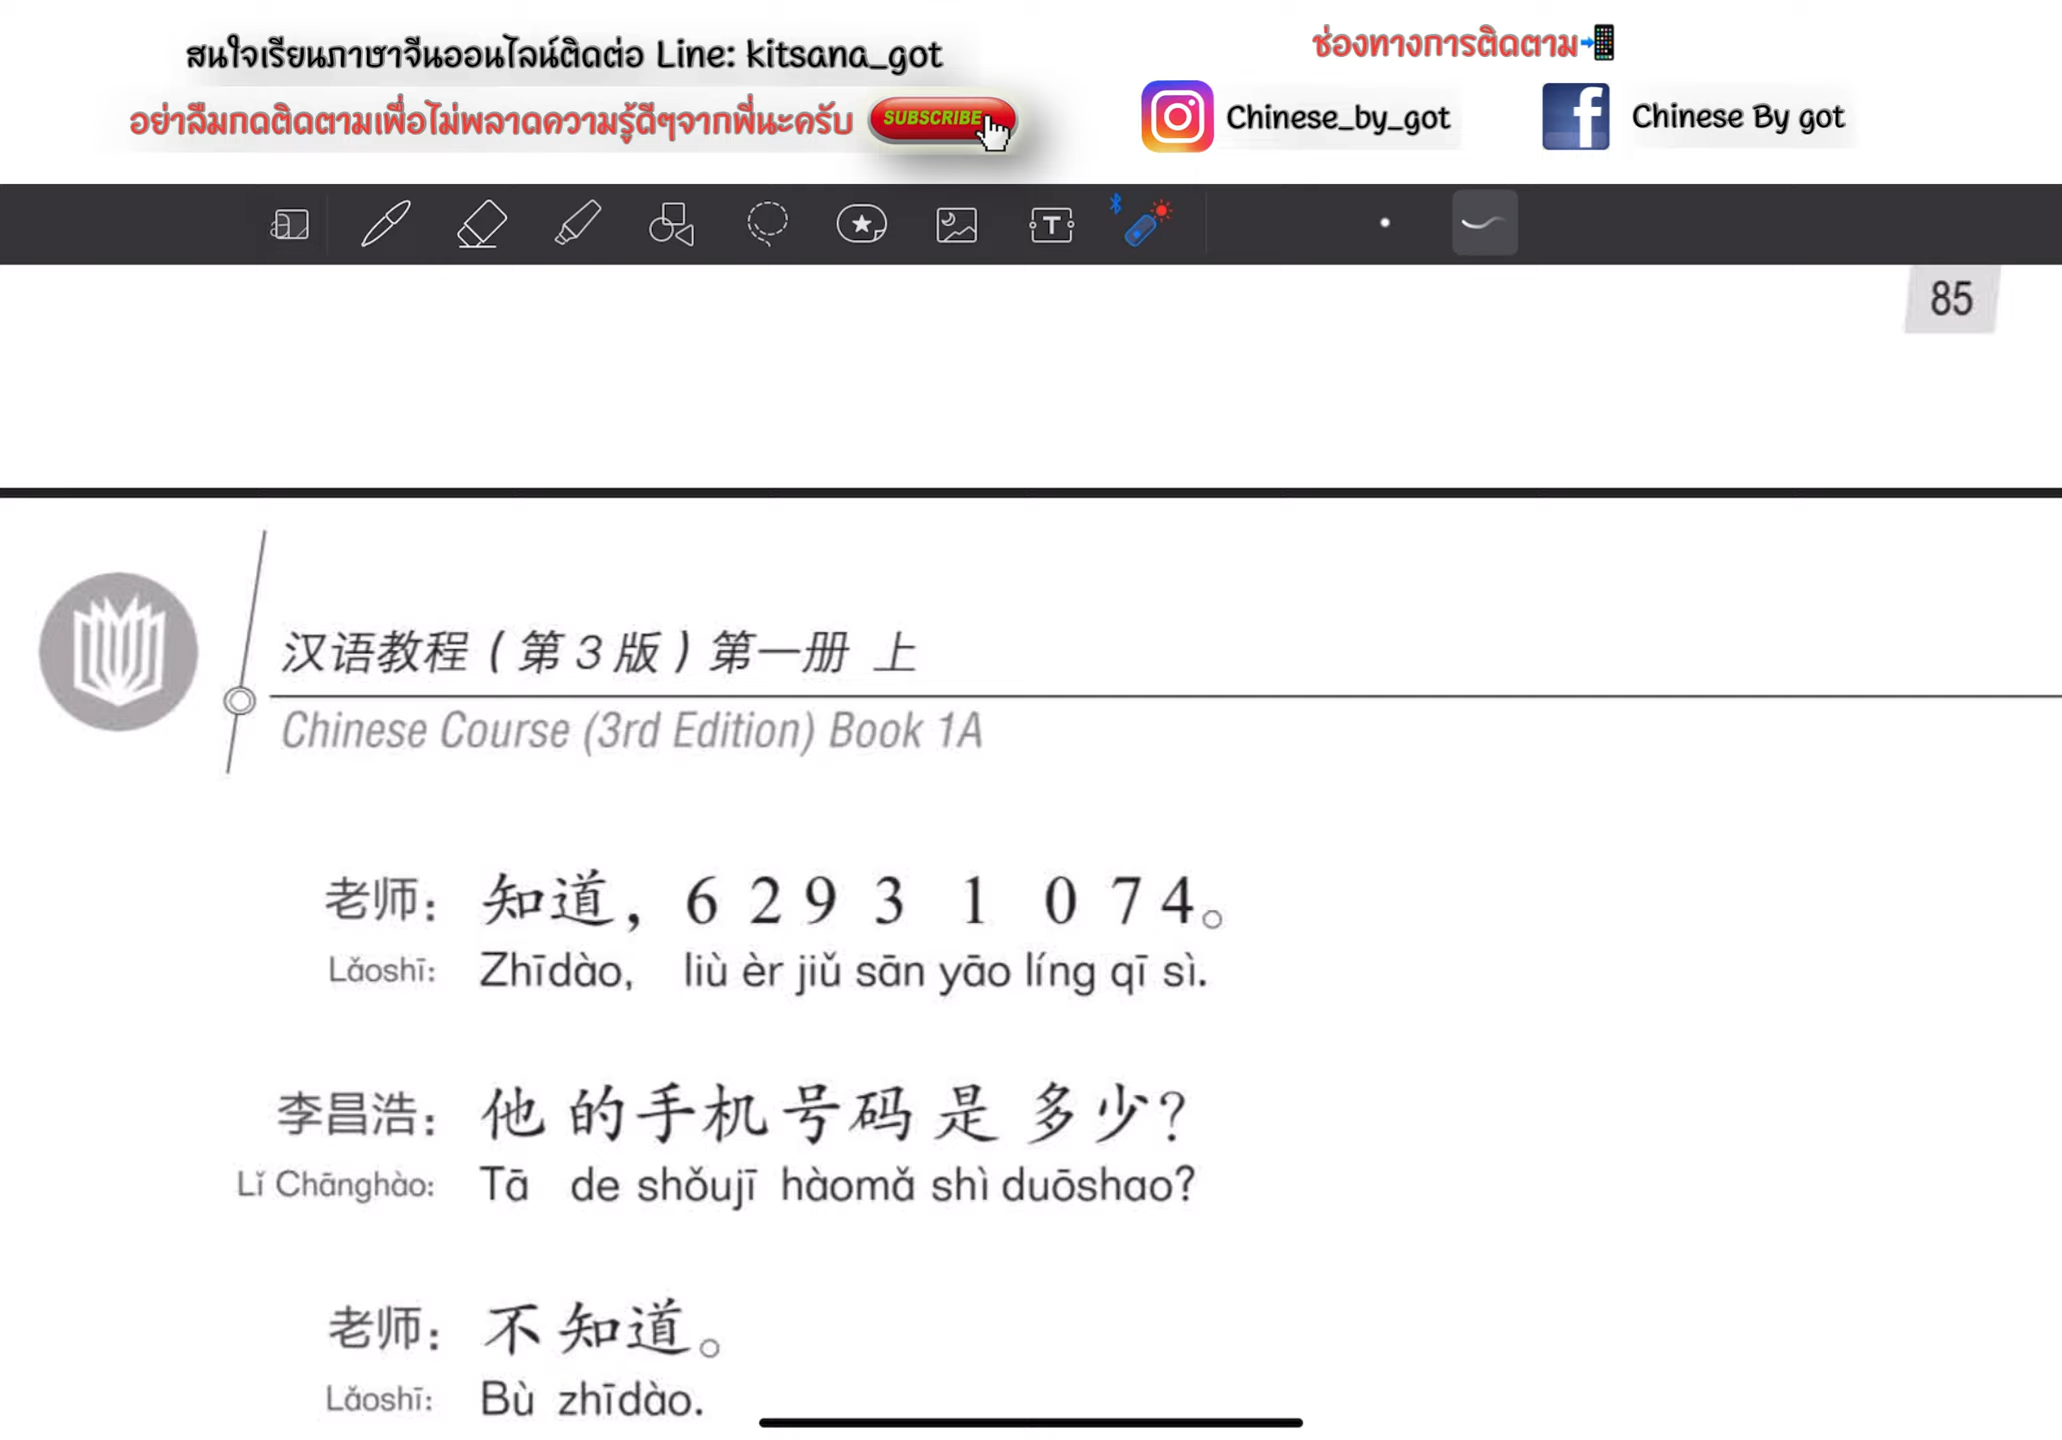 สนใจเรียนภาษาจีนออนไลน์ติดต่อ Line: kitsana_got
อย่าลืมกดติดตามเพื่อไม่พลาดความรู้ดีๆจากพี่นะครับ SUBSCRIBE
ช่องทางการติดตาม
Chinese_by_got
Chinese By got
85
汉语教程（第3版）第一册 上
Chinese Course (3rd Edition) Book 1A
老师：知道，6 2 9 3 1 0 7 4。
Lǎoshī: Zhīdào, liù èr jiǔ sān yāo líng qī sì.
李昌浩：他的手机号码是多少？
Lǐ Chānghào: Tā de shǒujī hàomǎ shì duōshao?
老师：不知道。
Lǎoshī: Bù zhīdào.